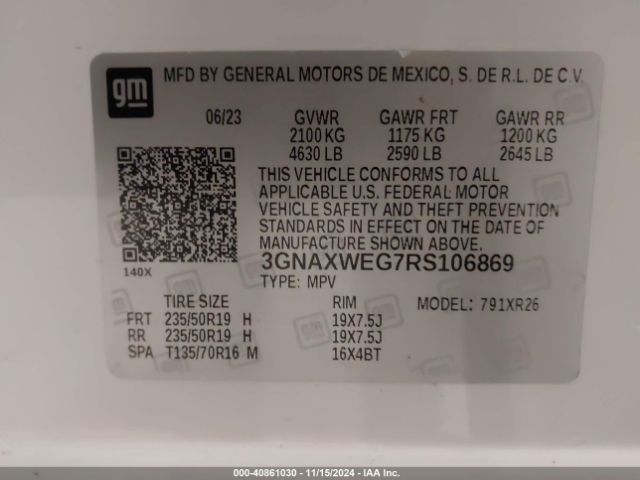 gm
MFD BY GENERAL MOTORS DE MEXICO, S. DE R.L. DE C.V.
06/23 GVWR GAWR FRT GAWR RR
2100 KG 1175 KG 1200 KG
4630 LB 2590 LB 2645 LB
THIS VEHICLE CONFORMS TO ALL
APPLICABLE U.S. FEDERAL MOTOR
VEHICLE SAFETY AND THEFT PREVENTION
STANDARDS IN EFFECT ON THE DATE OF
MANUFACTURE SHOWN ABOVE.
140X
3GNAXWEG7RS106869
TYPE: MPV
TIRE SIZE RIM MODEL: 791XR26
FRT 235/50R19 H 19X7.5J
RR 235/50R19 H 19X7.5J
SPA T135/70R16 M 16X4BT
000-40861030 - 11/15/2024 - IAA Inc.